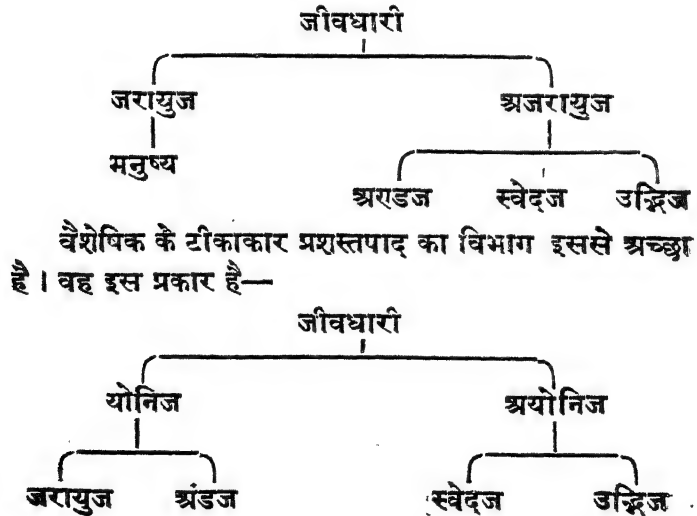 जीवधारी
जरायुज अजरायुज
मनुष्य
अण्डज स्वेदज उद्भिज
वैशेषिक के टीकाकार प्रशस्तपाद का विभाग इससे अच्छा
है । वह इस प्रकार है—
जीवधारी
योनिज अयोनिज
जरायुज अंडज स्वेदज उद्भिज